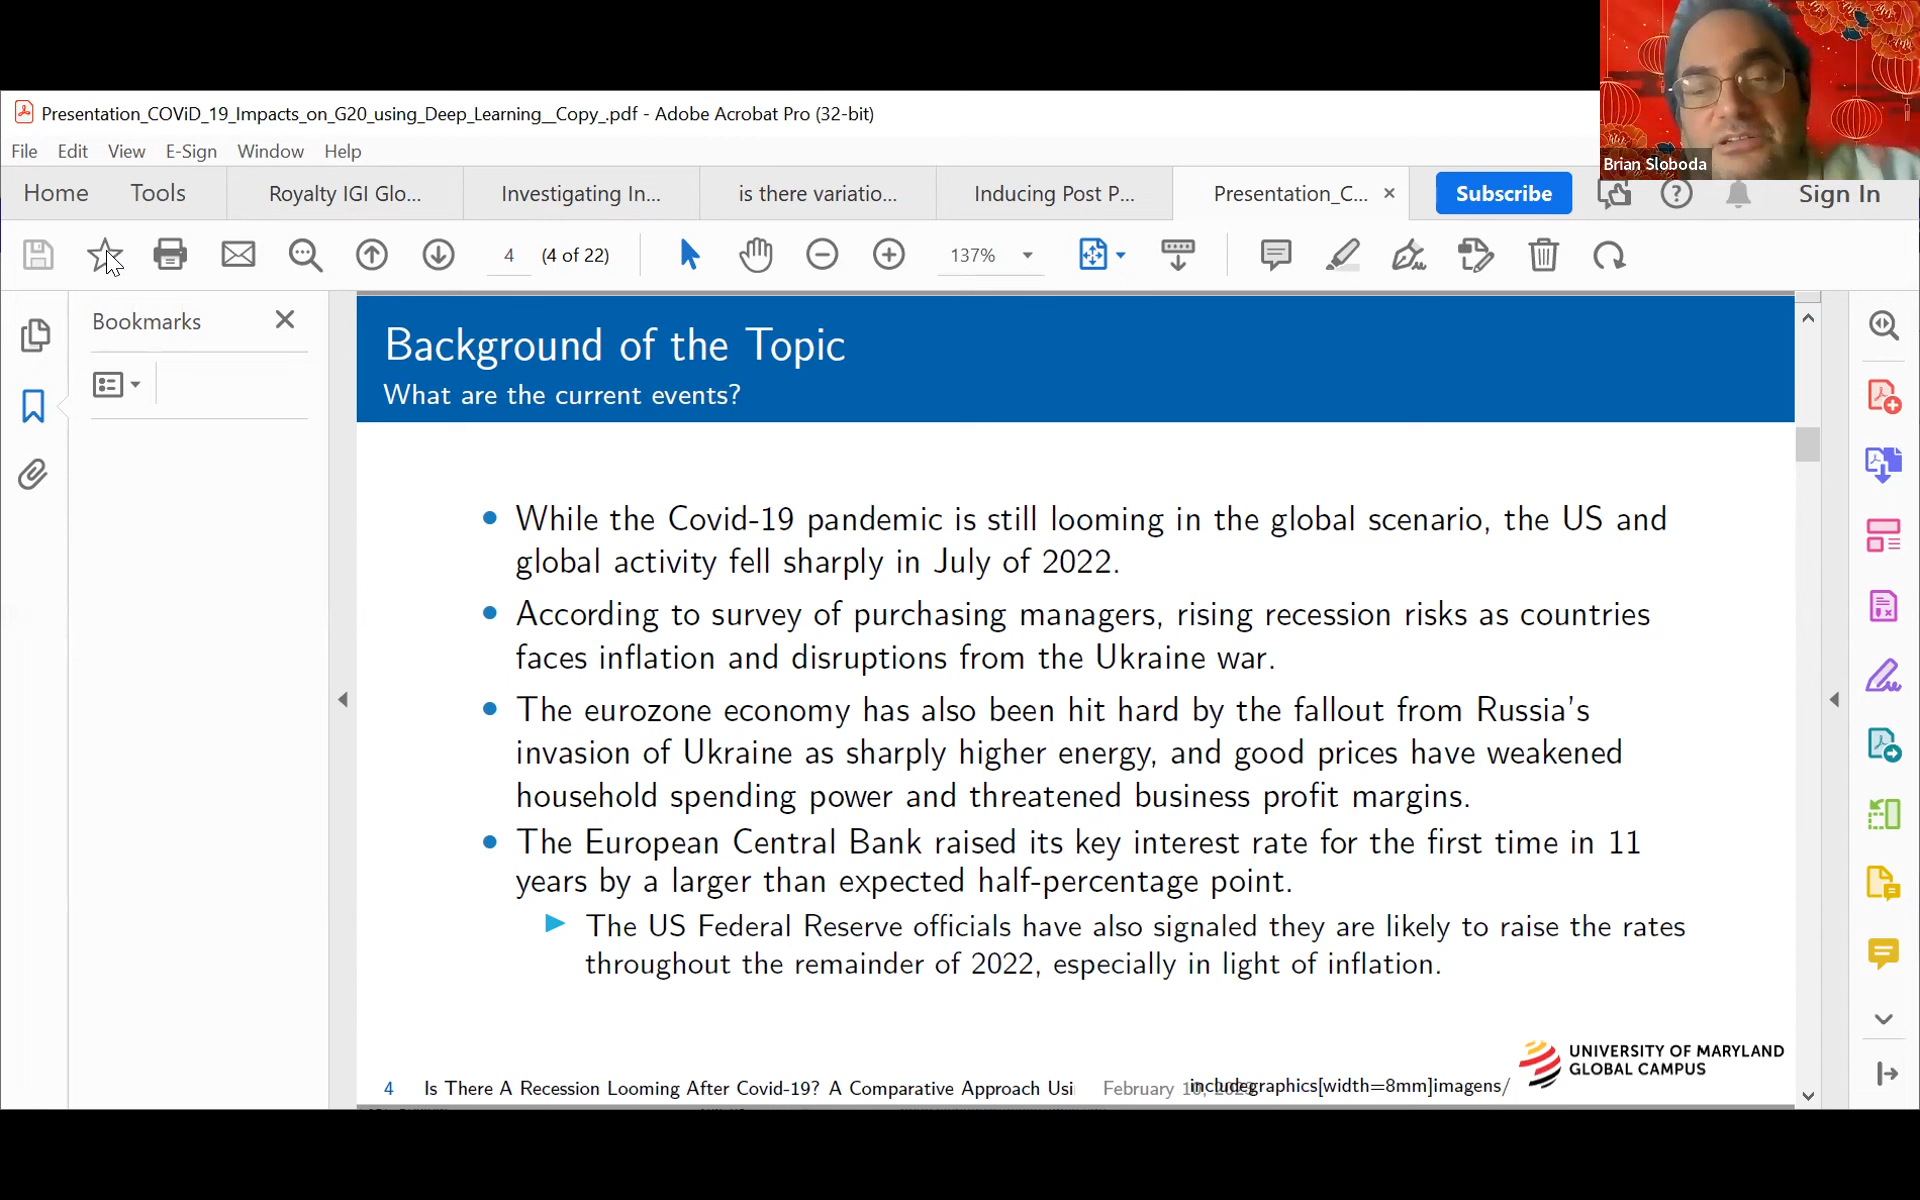 Presentation_COViD_19_Impacts_on_G20_using_Deep_Learning__Copy_.pdf - Adobe Acrobat Pro (32-bit)
Brian Sloboda
File Edit View E-Sign Window Help
Home Tools Royalty IGI Glo... Investigating In... is there variatio... Inducing Post P... Presentation_C... × Subscribe Sign In
4 (4 of 22) 137%
Bookmarks
Background of the Topic
What are the current events?
While the Covid-19 pandemic is still looming in the global scenario, the US and
global activity fell sharply in July of 2022.
According to survey of purchasing managers, rising recession risks as countries
faces inflation and disruptions from the Ukraine war.
The eurozone economy has also been hit hard by the fallout from Russia's
invasion of Ukraine as sharply higher energy, and good prices have weakened
household spending power and threatened business profit margins.
The European Central Bank raised its key interest rate for the first time in 11
years by a larger than expected half-percentage point.
The US Federal Reserve officials have also signaled they are likely to raise the rates
throughout the remainder of 2022, especially in light of inflation.
UNIVERSITY OF MARYLAND
GLOBAL CAMPUS
4 Is There A Recession Looming After Covid-19? A Comparative Approach Usi February includegraphics[width=8mm]imagens/